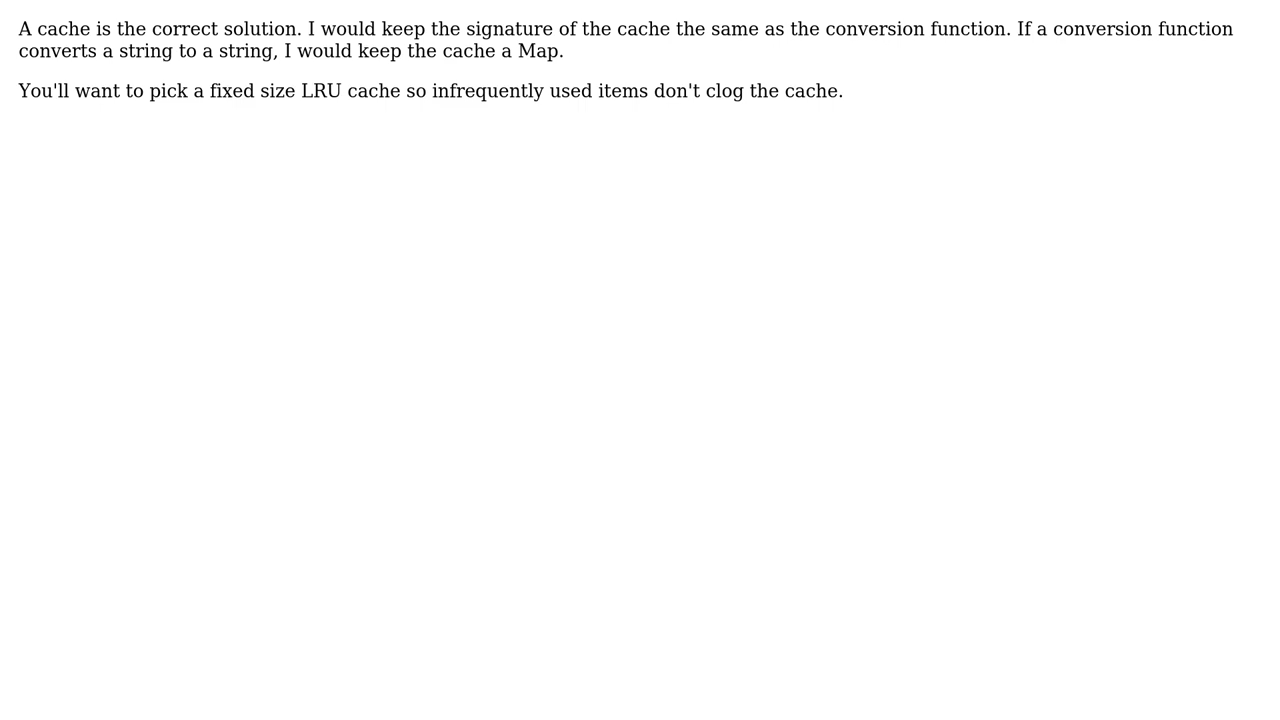 A cache is the correct solution. I would keep the signature of the cache the same as the conversion function. If a conversion function
converts a string to a string, I would keep the cache a Map.
You'll want to pick a fixed size LRU cache so infrequently used items don't clog the cache.